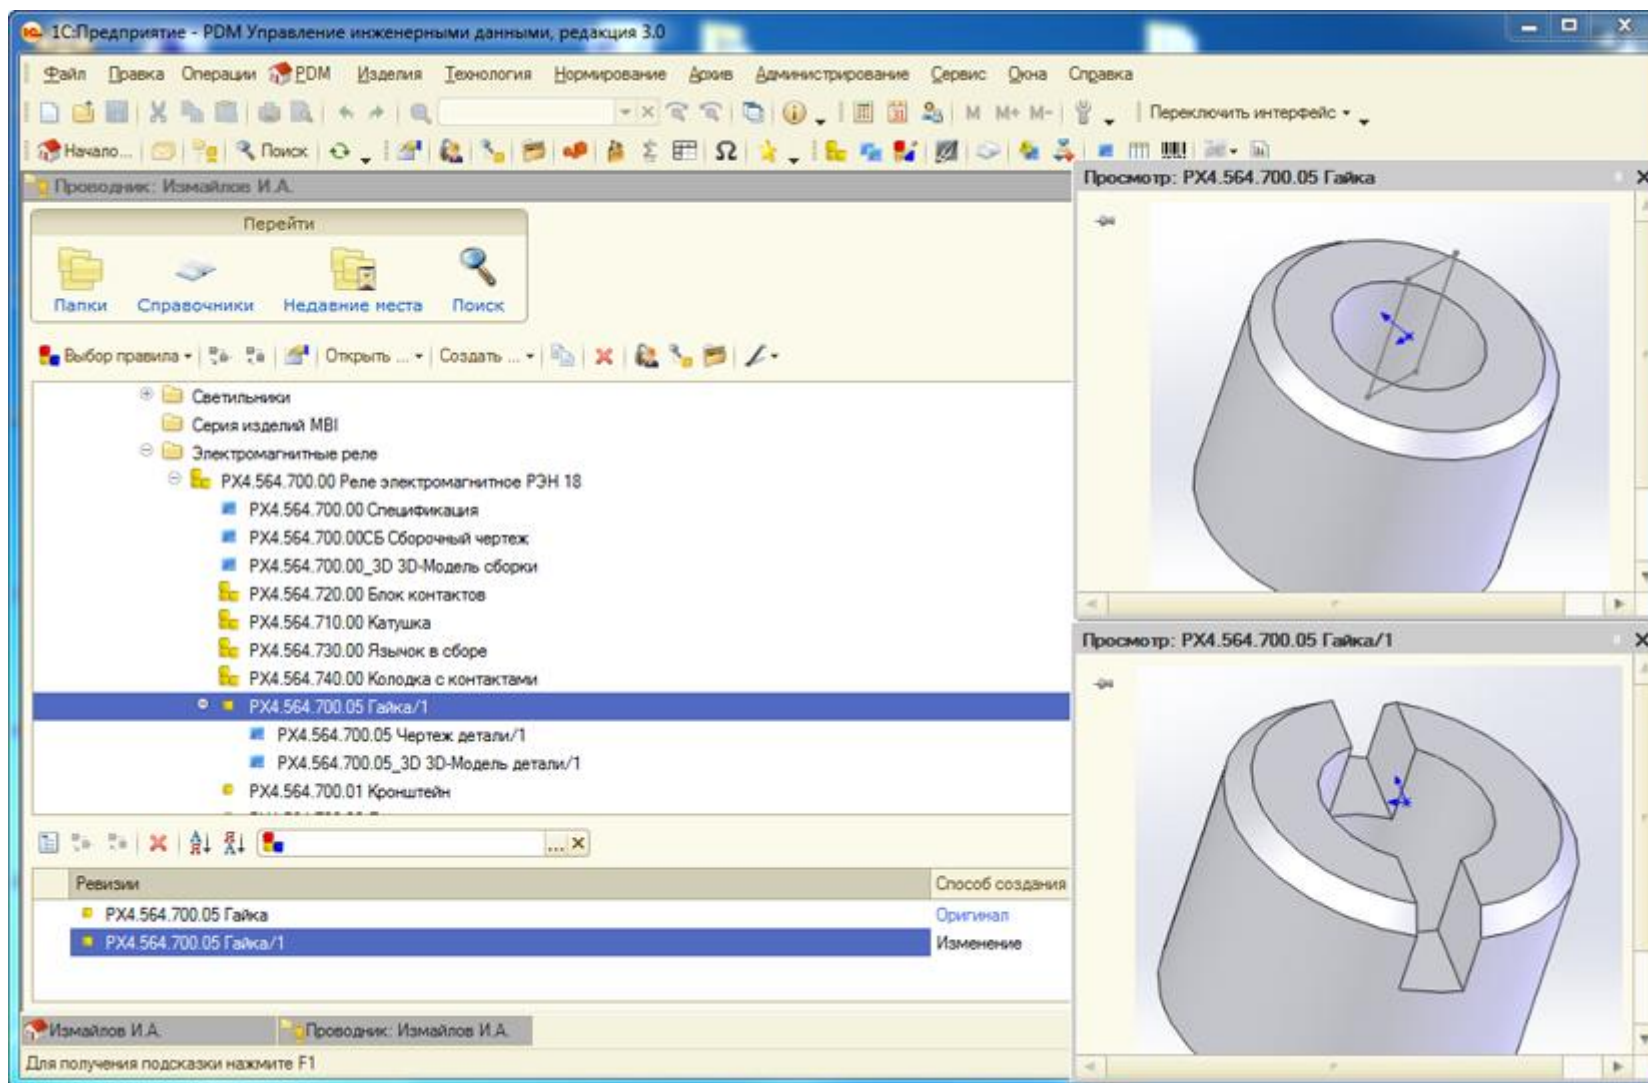 1С:Предприятие - PDM Управление инженерными данными, редакция 3.0
Файл Правка Операции PDM Изделия Технология Нормирование Архив Администрирование Сервис Окна Справка
M M+ M- Переключить интерфейс
Начало... Поиск
Проводник: Измайлов И.А.
Перейти
Папки Справочники Недавние места Поиск
Выбор правила Открыть ... Создать ...
Светильники
Серия изделий MBI
Электромагнитные реле
РХ4.564.700.00 Реле электромагнитное РЭН 18
РХ4.564.700.00 Спецификация
РХ4.564.700.00СБ Сборочный чертеж
РХ4.564.700.00_3D 3D-Модель сборки
РХ4.564.720.00 Блок контактов
РХ4.564.710.00 Катушка
РХ4.564.730.00 Язычок в сборе
РХ4.564.740.00 Колодка с контактами
РХ4.564.700.05 Гайка/1
РХ4.564.700.05 Чертеж детали/1
РХ4.564.700.05_3D 3D-Модель детали/1
РХ4.564.700.01 Кронштейн
Ревизии Способ создания
РХ4.564.700.05 Гайка Оригинал
РХ4.564.700.05 Гайка/1 Изменение
Измайлов И.А. Проводник: Измайлов И.А.
Для получения подсказки нажмите F1
Просмотр: РХ4.564.700.05 Гайка
Просмотр: РХ4.564.700.05 Гайка/1